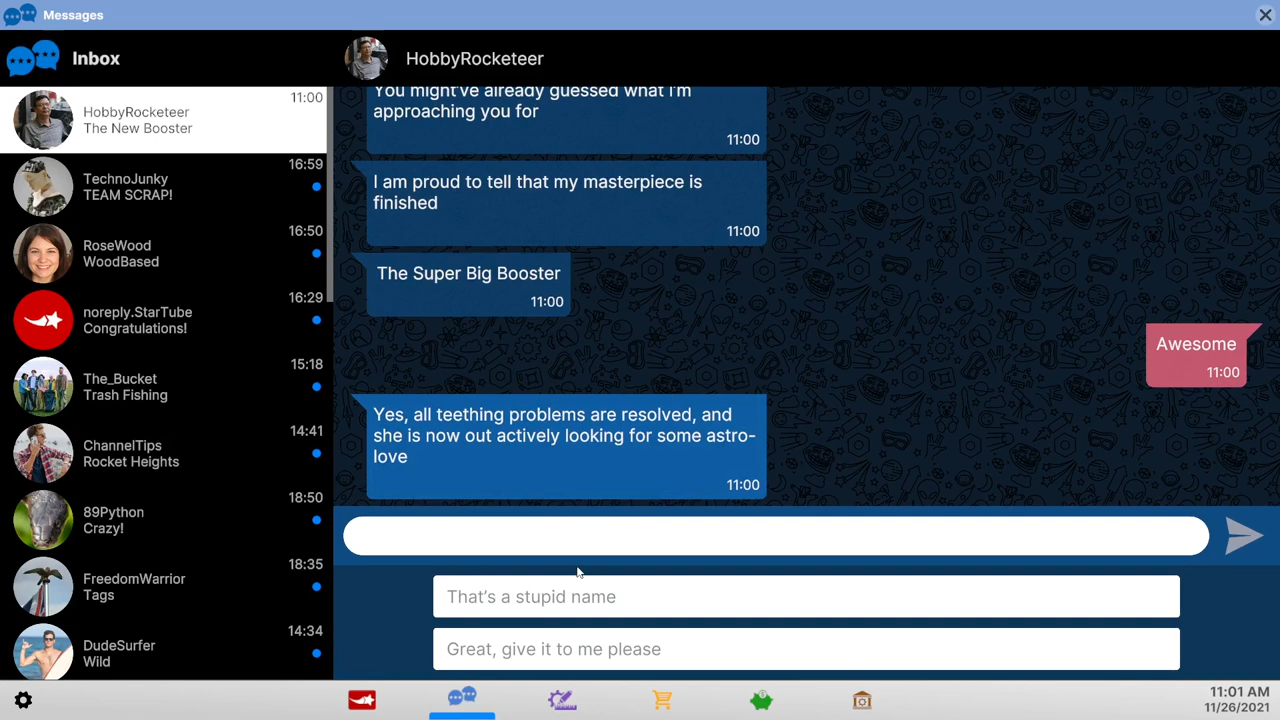 Messages
Inbox
HobbyRocketeer
11:00
HobbyRocketeer
The New Booster
16:59
TechnoJunky
TEAM SCRAP!
16:50
RoseWood
WoodBased
16:29
noreply.StarTube
Congratulations!
15:18
The_Bucket
Trash Fishing
14:41
ChannelTips
Rocket Heights
18:50
89Python
Crazy!
18:35
FreedomWarrior
Tags
14:34
DudeSurfer
Wild
You might've already guessed what I'm
approaching you for
11:00
I am proud to tell that my masterpiece is
finished
11:00
The Super Big Booster
11:00
Awesome
11:00
Yes, all teething problems are resolved, and
she is now out actively looking for some astro-
love
11:00
That's a stupid name
Great, give it to me please
11:01 AM
11/26/2021